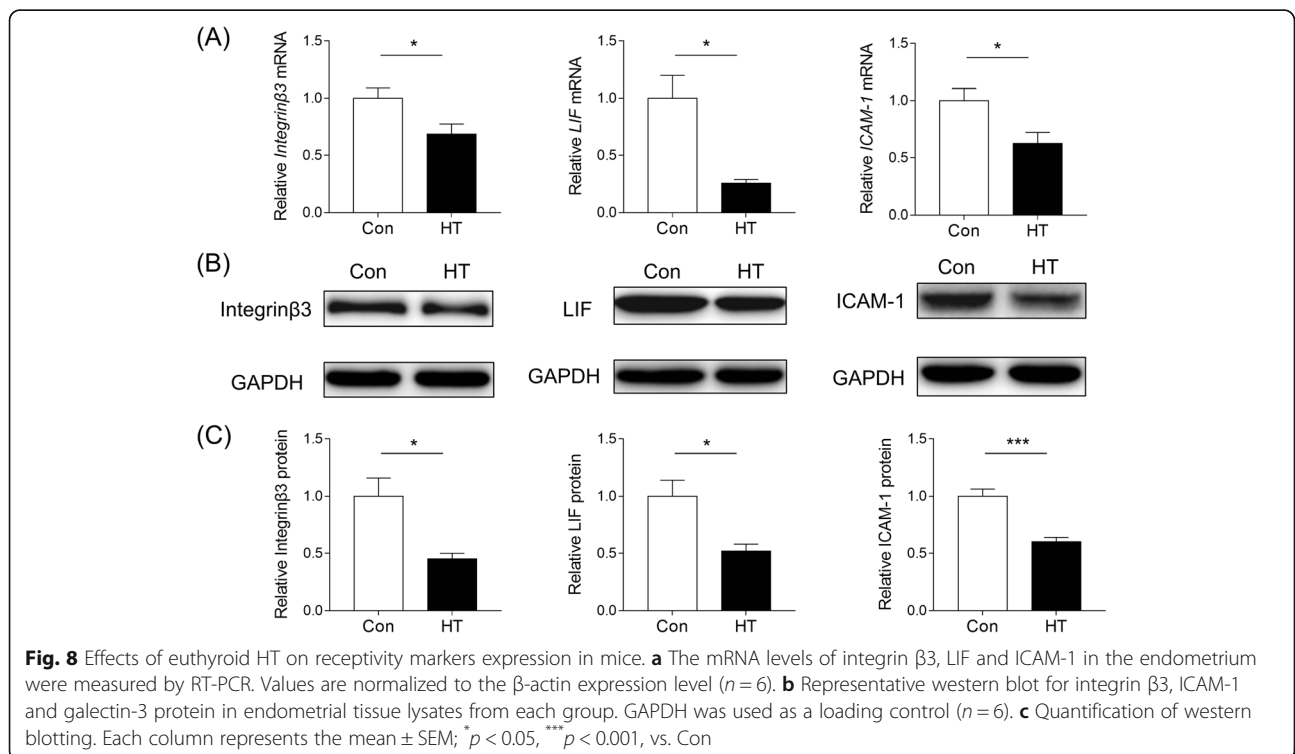 (A)
Relative Integrinβ3 mRNA
1.5
1.0
0.5
0.0
*
Con
HT
Relative LIF mRNA
1.5
1.0
0.5
0.0
*
Con
HT
Relative ICAM-1 mRNA
1.5
1.0
0.5
0.0
*
Con
HT
(B)
Con HT
Integrinβ3
GAPDH
Con HT
LIF
GAPDH
Con HT
ICAM-1
GAPDH
(C)
Relative Integrinβ3 protein
1.5
1.0
0.5
0.0
*
Con
HT
Relative LIF protein
1.5
1.0
0.5
0.0
*
Con
HT
Relative ICAM-1 protein
1.5
1.0
0.5
0.0
***
Con
HT
Fig. 8 Effects of euthyroid HT on receptivity markers expression in mice. a The mRNA levels of integrin β3, LIF and ICAM-1 in the endometrium
were measured by RT-PCR. Values are normalized to the β-actin expression level (n = 6). b Representative western blot for integrin β3, ICAM-1
and galectin-3 protein in endometrial tissue lysates from each group. GAPDH was used as a loading control (n = 6). c Quantification of western
blotting. Each column represents the mean ± SEM; *p < 0.05, ***p < 0.001, vs. Con